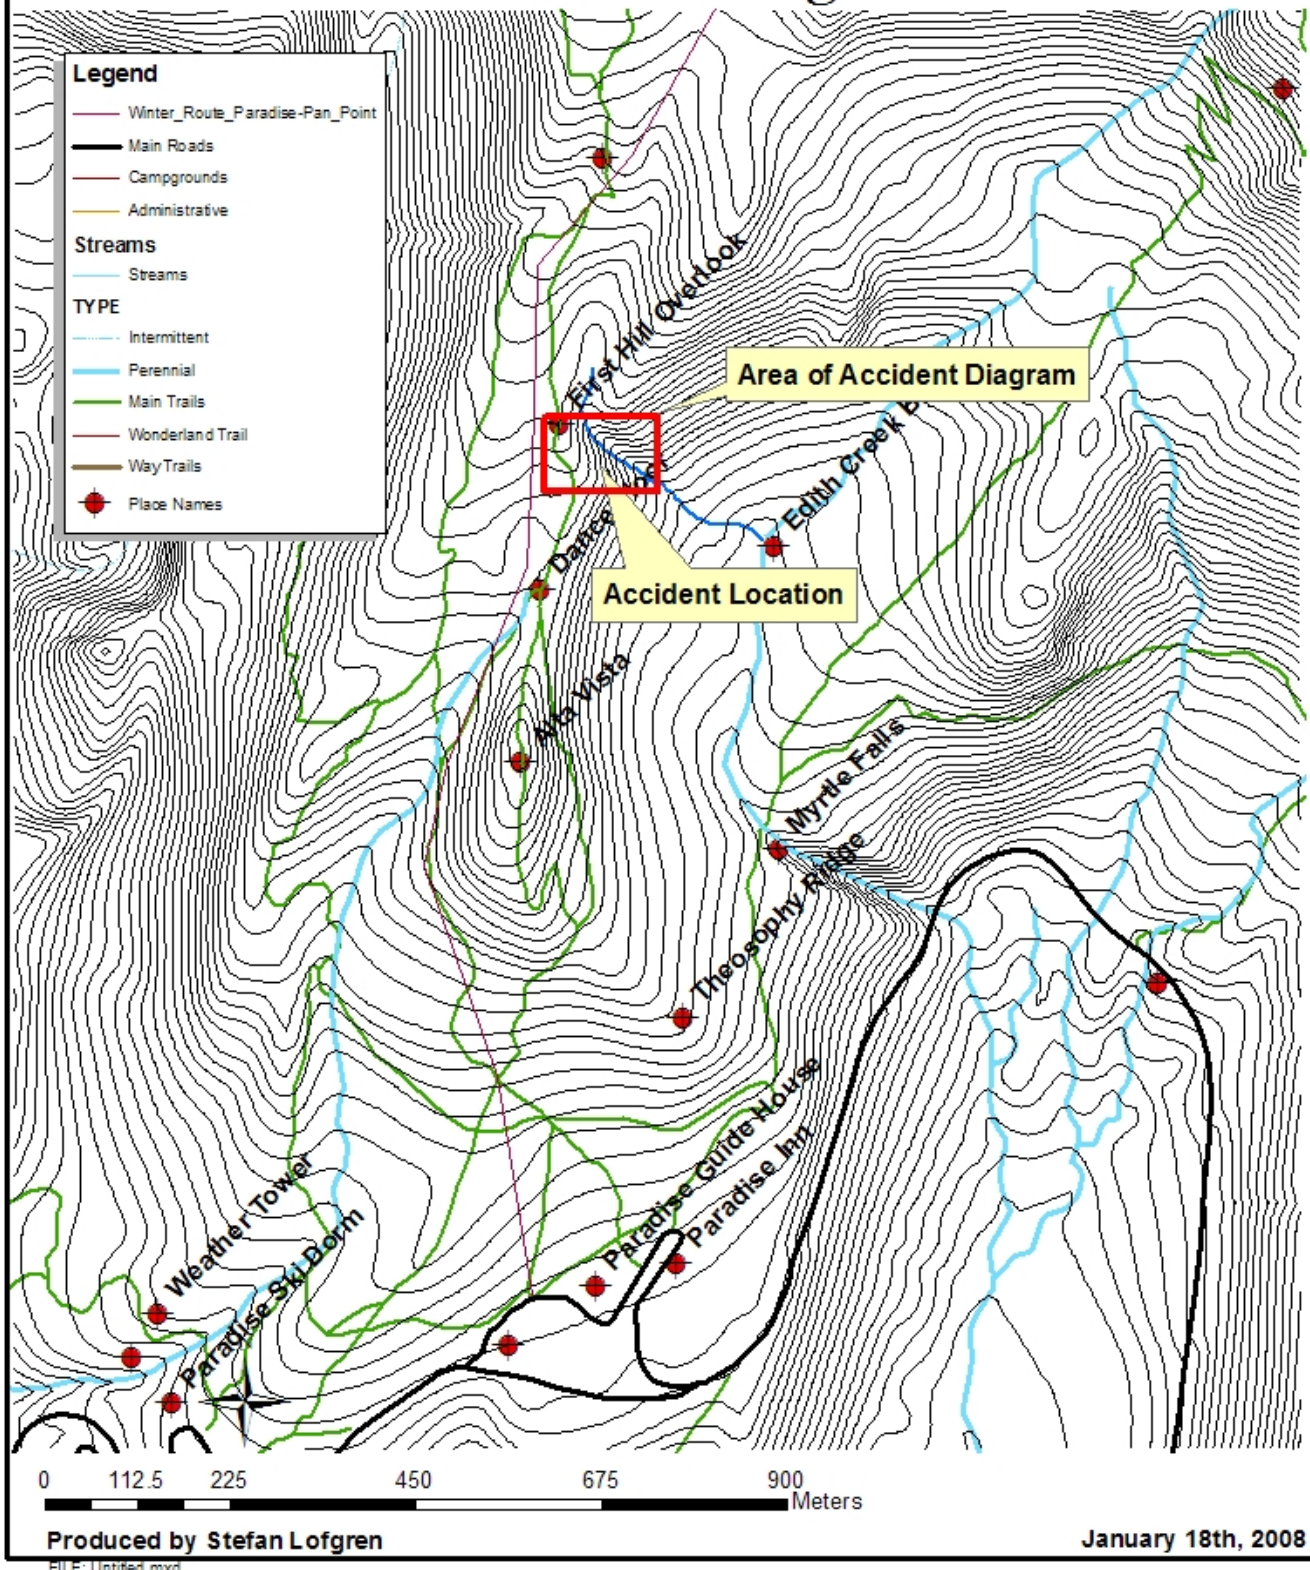 Legend
Winter_Route_Paradise-Pan_Point
Main Roads
Campgrounds
Administrative
Streams
Streams
TYPE
Intermittent
Perennial
Main Trails
Wonderland Trail
Way Trails
Place Names
First Hill Overlook
Area of Accident Diagram
Edith Creek B
Dance
Accident Location
Alta Vista
Myrtle Falls
Theosophy Ridge
Paradise Guide House
Paradise Inn
Weather Tower
Paradise Ski Dorm
0 112.5 225 450 675 900
Meters
Produced by Stefan Lofgren
January 18th, 2008
FILE: Untitled.mxd